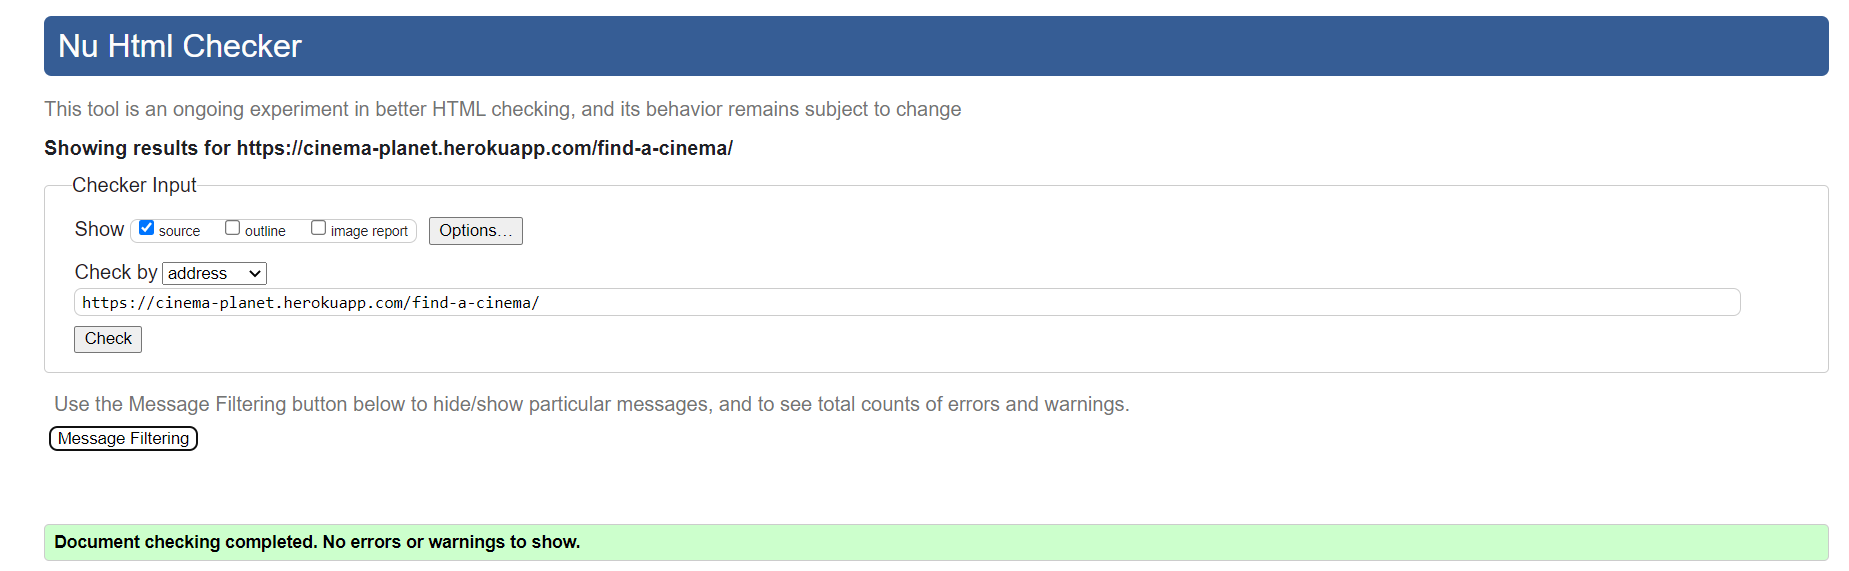 Nu Html Checker
This tool is an ongoing experiment in better HTML checking, and its behavior remains subject to change
Showing results for https://cinema-planet.herokuapp.com/find-a-cinema/
Checker Input
Show source outline image report Options...
Check by address
https://cinema-planet.herokuapp.com/find-a-cinema/
Check
Use the Message Filtering button below to hide/show particular messages, and to see total counts of errors and warnings.
Message Filtering
Document checking completed. No errors or warnings to show.